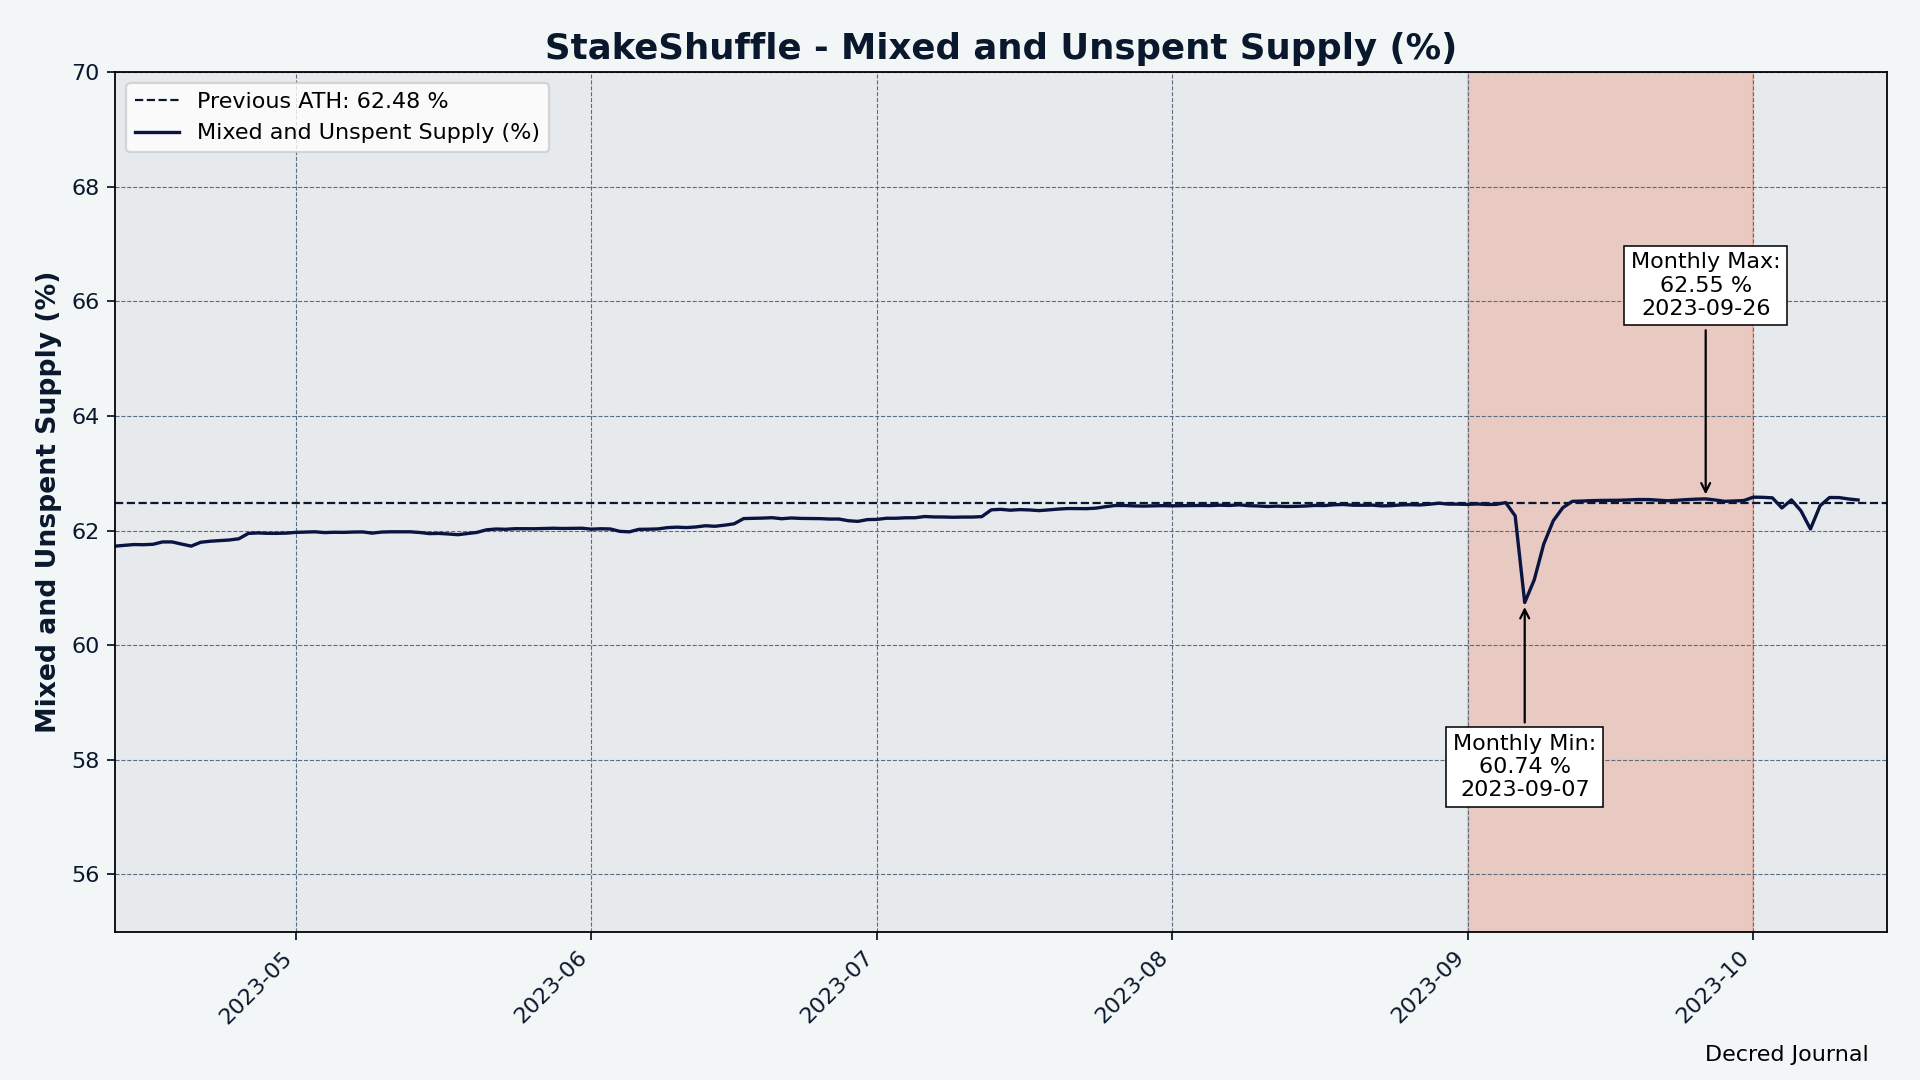 StakeShuffle - Mixed and Unspent Supply (%)
Previous ATH: 62.48 %
Mixed and Unspent Supply (%)
Mixed and Unspent Supply (%)
70
68
66
64
62
60
58
56
Monthly Max:
62.55 %
2023-09-26
Monthly Min:
60.74 %
2023-09-07
2023-05
2023-06
2023-07
2023-08
2023-09
2023-10
Decred Journal